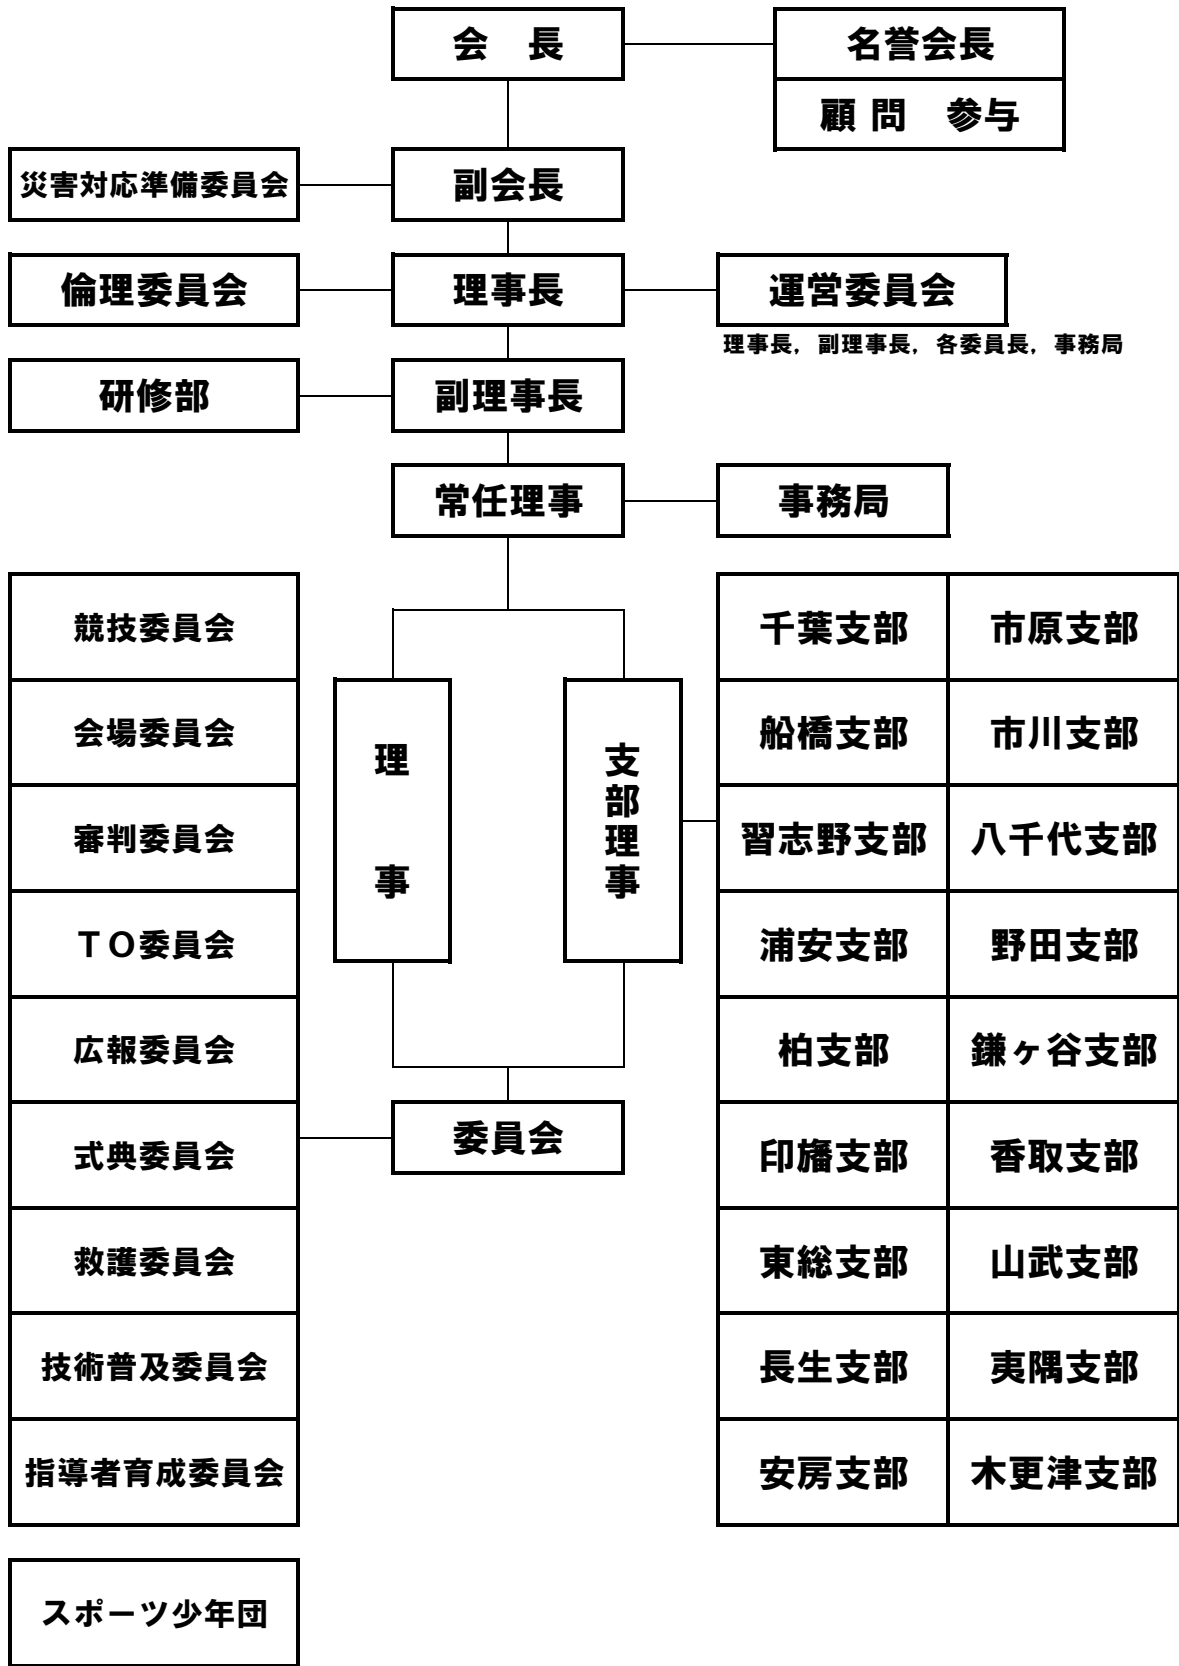 会　長
名誉会長
顧 問　参与
災害対応準備委員会
副会長
倫理委員会
理事長
運営委員会
理事長，副理事長，各委員長，事務局
研修部
副理事長
常任理事
事務局
競技委員会
会場委員会
審判委員会
ＴＯ委員会
広報委員会
式典委員会
救護委員会
技術普及委員会
指導者育成委員会
スポーツ少年団
理　事
支部理事
委員会
千葉支部
市原支部
船橋支部
市川支部
習志野支部
八千代支部
浦安支部
野田支部
柏支部
鎌ヶ谷支部
印旛支部
香取支部
東総支部
山武支部
長生支部
夷隅支部
安房支部
木更津支部